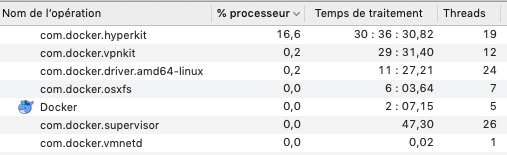 Nom de l'opération % processeur Temps de traitement Threads
com.docker.hyperkit 16,6 30 : 36 : 30,82 19
com.docker.vpnkit 0,2 29 : 31,40 12
com.docker.driver.amd64-linux 0,2 11 : 27,21 24
com.docker.osxfs 0,0 6 : 03,64 7
Docker 0,0 2 : 07,15 5
com.docker.supervisor 0,0 47,30 26
com.docker.vmnetd 0,0 0,02 1